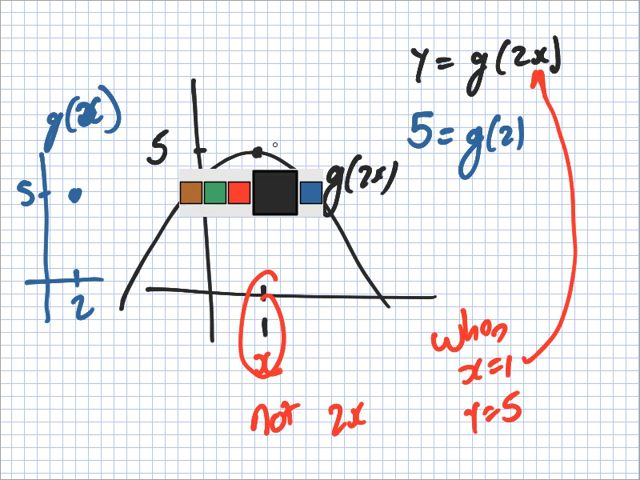 y = g(2x)
5 = g(2)
g(x)
5
2
5
g(2x)
1
x
not 2x
when
x=1
y=5